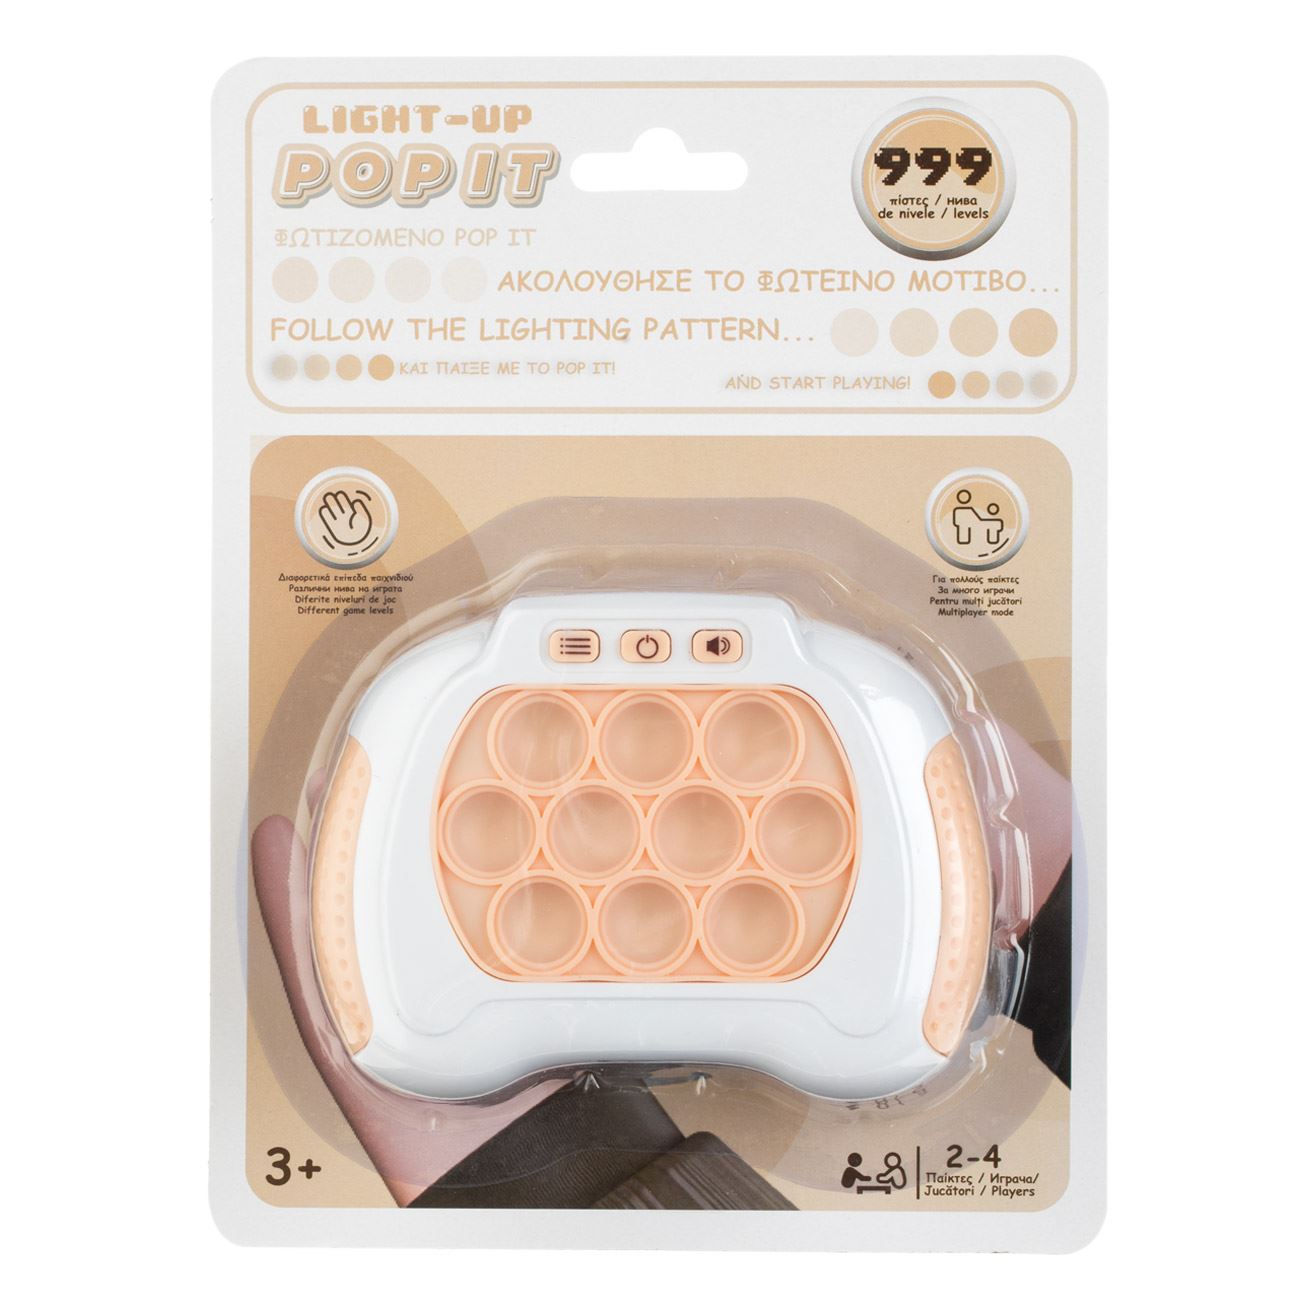 LIGHT-UP
POP IT
ΦΩΤΙΖΟΜΕΝΟ POP IT
999
πίστες / нива
de nivele / levels
ΑΚΟΛΟΥΘΗΣΕ ΤΟ ΦΩΤΕΙΝΟ ΜΟΤΙΒΟ...
FOLLOW THE LIGHTING PATTERN...
ΚΑΙ ΠΑΙΞΕ ΜΕ ΤΟ POP IT!
AND START PLAYING!
Διαφορετικά επίπεδα παιχνιδιού
Различни нива на играта
Diferite niveluri de joc
Different game levels
Για πολλούς παίκτες
За много играчи
Pentru mulți jucători
Multiplayer mode
3+
2-4
Παίκτες / Играча/
Jucători / Players